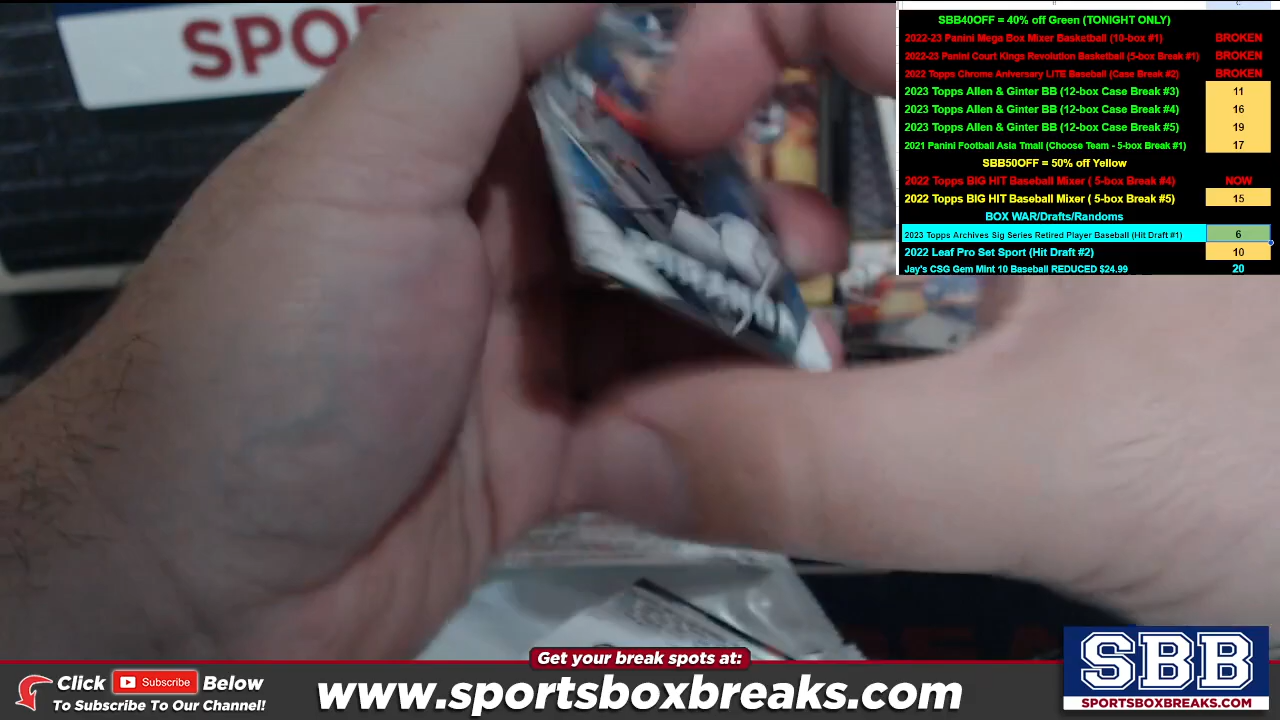 SPO
SBB40OFF = 40% off Green (TONIGHT ONLY)
2022-23 Panini Mega Box Mixer Basketball (10-box #1) BROKEN
2022-23 Panini Court Kings Revolution Basketball (5-box Break #1) BROKEN
2022 Topps Chrome Aniversary LITE Baseball (Case Break #2) BROKEN
2023 Topps Allen & Ginter BB (12-box Case Break #3) 11
2023 Topps Allen & Ginter BB (12-box Case Break #4) 16
2023 Topps Allen & Ginter BB (12-box Case Break #5) 19
2021 Panini Football Asia Tmall (Choose Team - 5-box Break #1) 17
SBB50OFF = 50% off Yellow
2022 Topps BIG HIT Baseball Mixer ( 5-box Break #4) NOW
2022 Topps BIG HIT Baseball Mixer ( 5-box Break #5) 15
BOX WAR/Drafts/Randoms
2023 Topps Archives Sig Series Retired Player Baseball (Hit Draft #1) 6
2022 Leaf Pro Set Sport (Hit Draft #2) 10
Jay's CSG Gem Mint 10 Baseball REDUCED $24.99 20
Get your break spots at:
Click Subscribe Below
To Subscribe To Our Channel!
www.sportsboxbreaks.com
SBB
SPORTSBOXBREAKS.COM